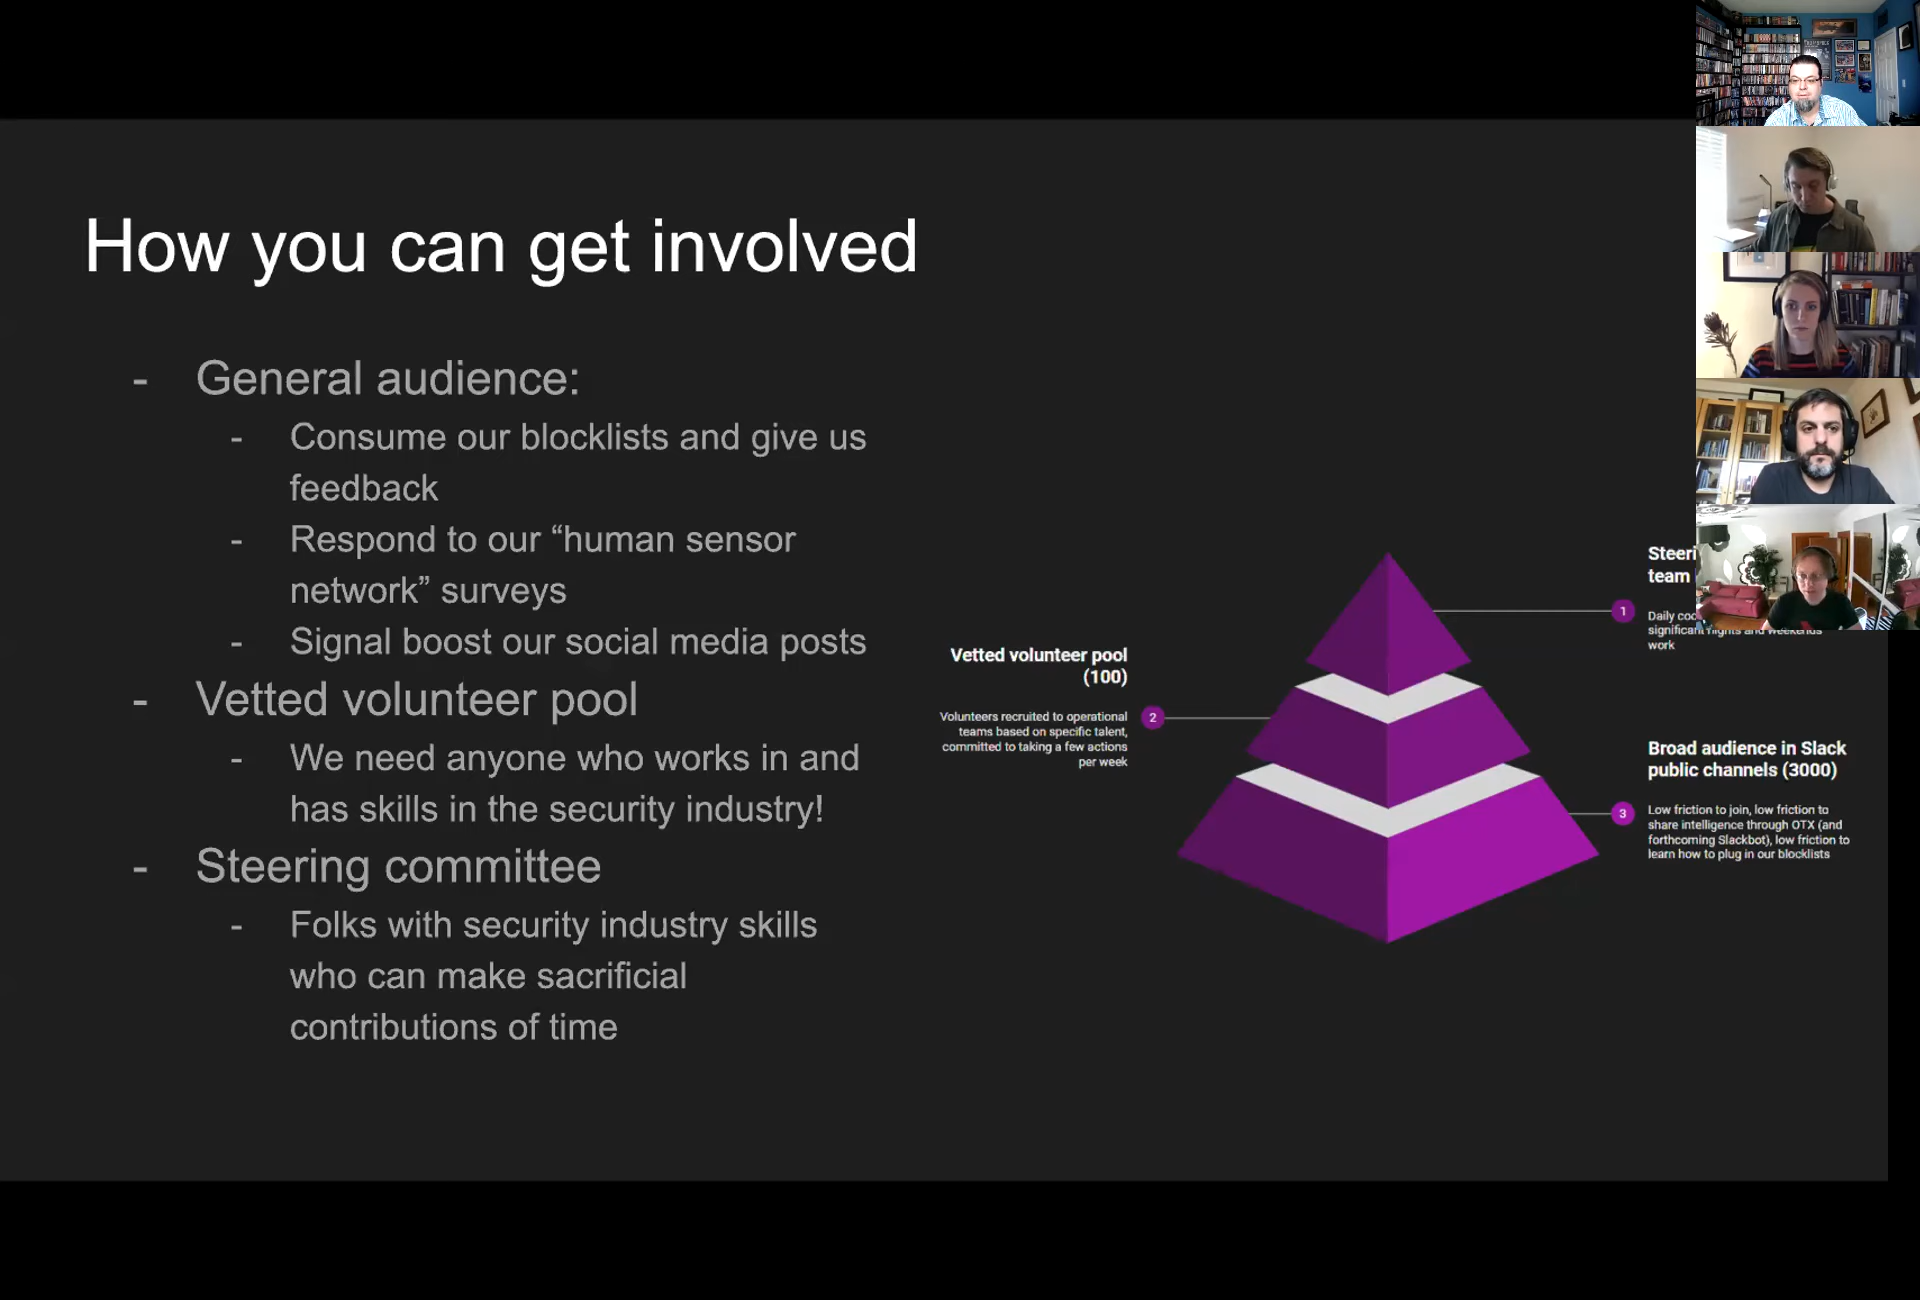 How you can get involved
- General audience:
- Consume our blocklists and give us
feedback
- Respond to our “human sensor
network” surveys
- Signal boost our social media posts
- Vetted volunteer pool
- We need anyone who works in and
has skills in the security industry!
- Steering committee
- Folks with security industry skills
who can make sacrificial
contributions of time
Vetted volunteer pool
(100)
Volunteers recruited to operational
teams based on specific talent,
committed to taking a few actions
per week
2
1
team
Daily
significant nights and weekends
work
3
Broad audience in Slack
public channels (3000)
Low friction to join, low friction to
share intelligence through OTX (and
forthcoming Slackbot), low friction to
learn how to plug in our blocklists